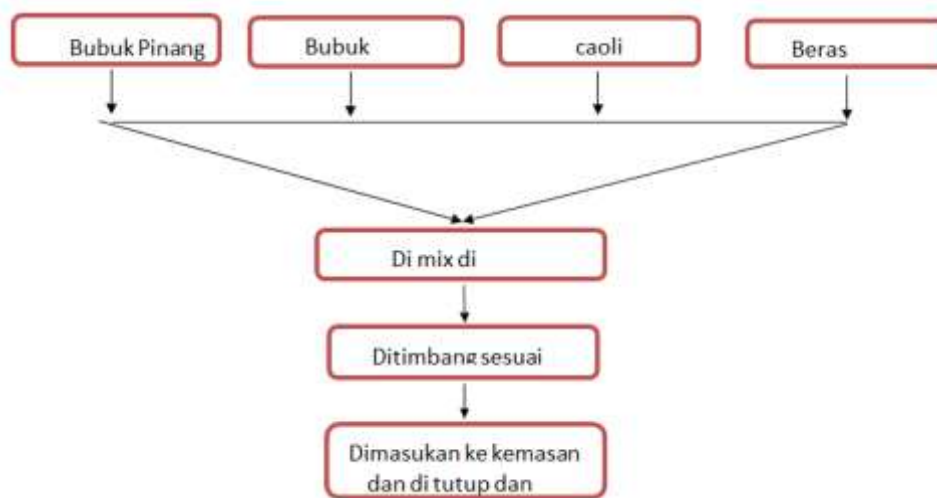 Bubuk Pinang
Bubuk
caoli
Beras
Di mix di
Ditimbang sesuai
Dimasukan ke kemasan
dan di tutup dan